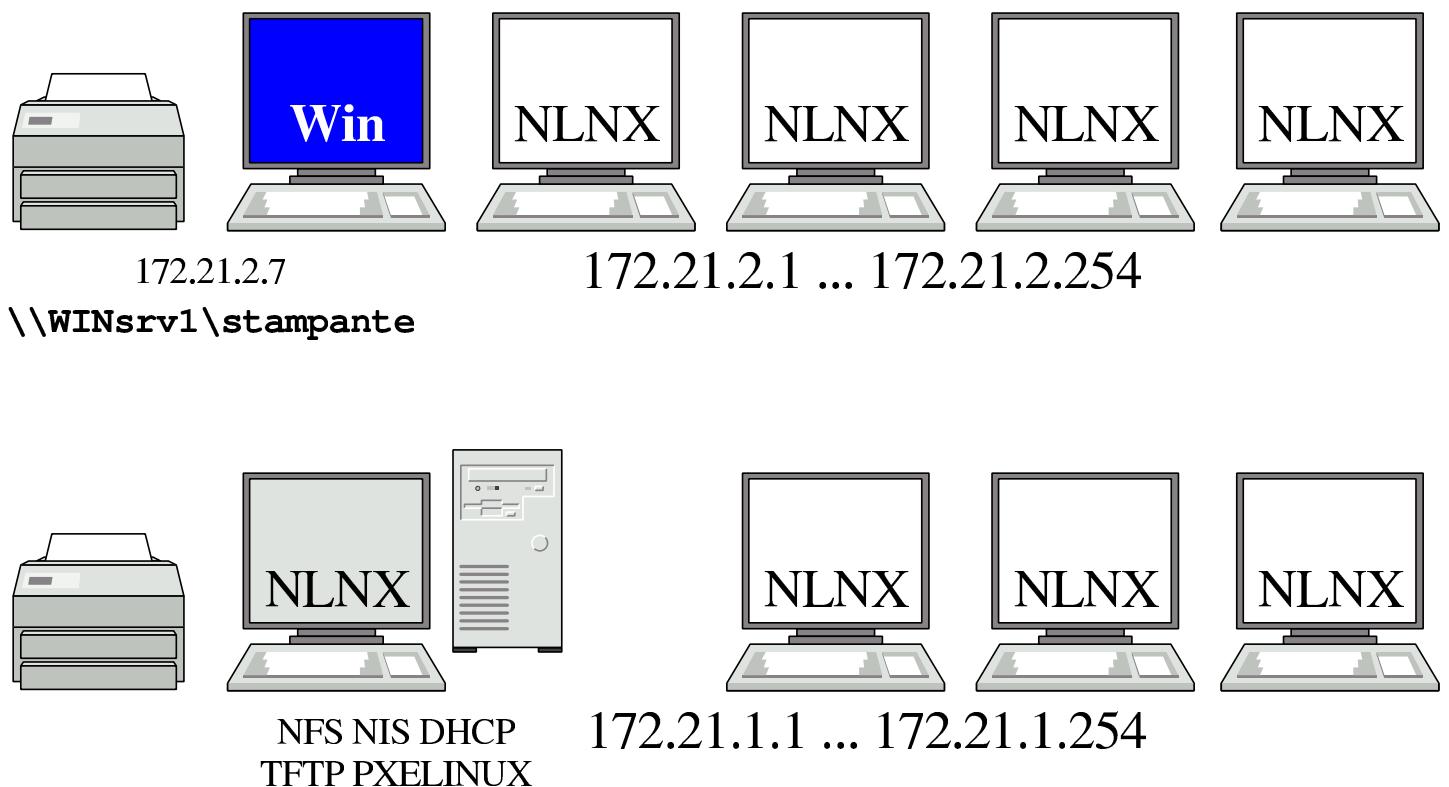 Win NLNX NLNX NLNX NLNX
172.21.2.7
172.21.2.1 ... 172.21.2.254
\\WINsrv1\stampante
NLNX NLNX NLNX NLNX
NFS NIS DHCP
TFTP PXELINUX
172.21.1.1 ... 172.21.1.254